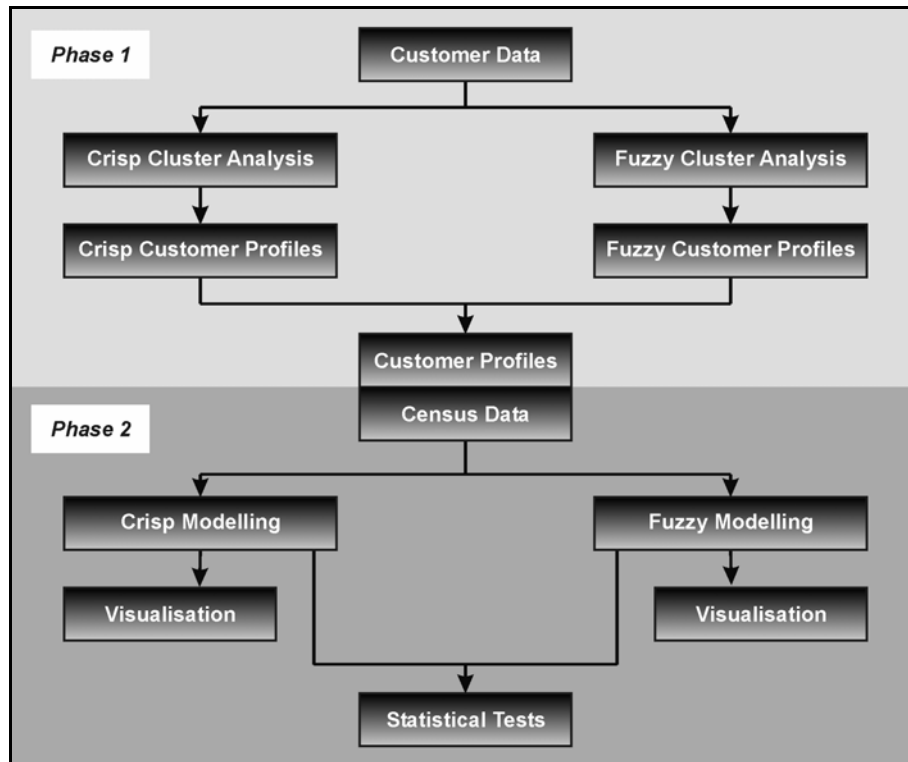 Phase 1
Customer Data
Crisp Cluster Analysis
Fuzzy Cluster Analysis
Crisp Customer Profiles
Fuzzy Customer Profiles
Customer Profiles
Census Data
Phase 2
Crisp Modelling
Fuzzy Modelling
Visualisation
Visualisation
Statistical Tests